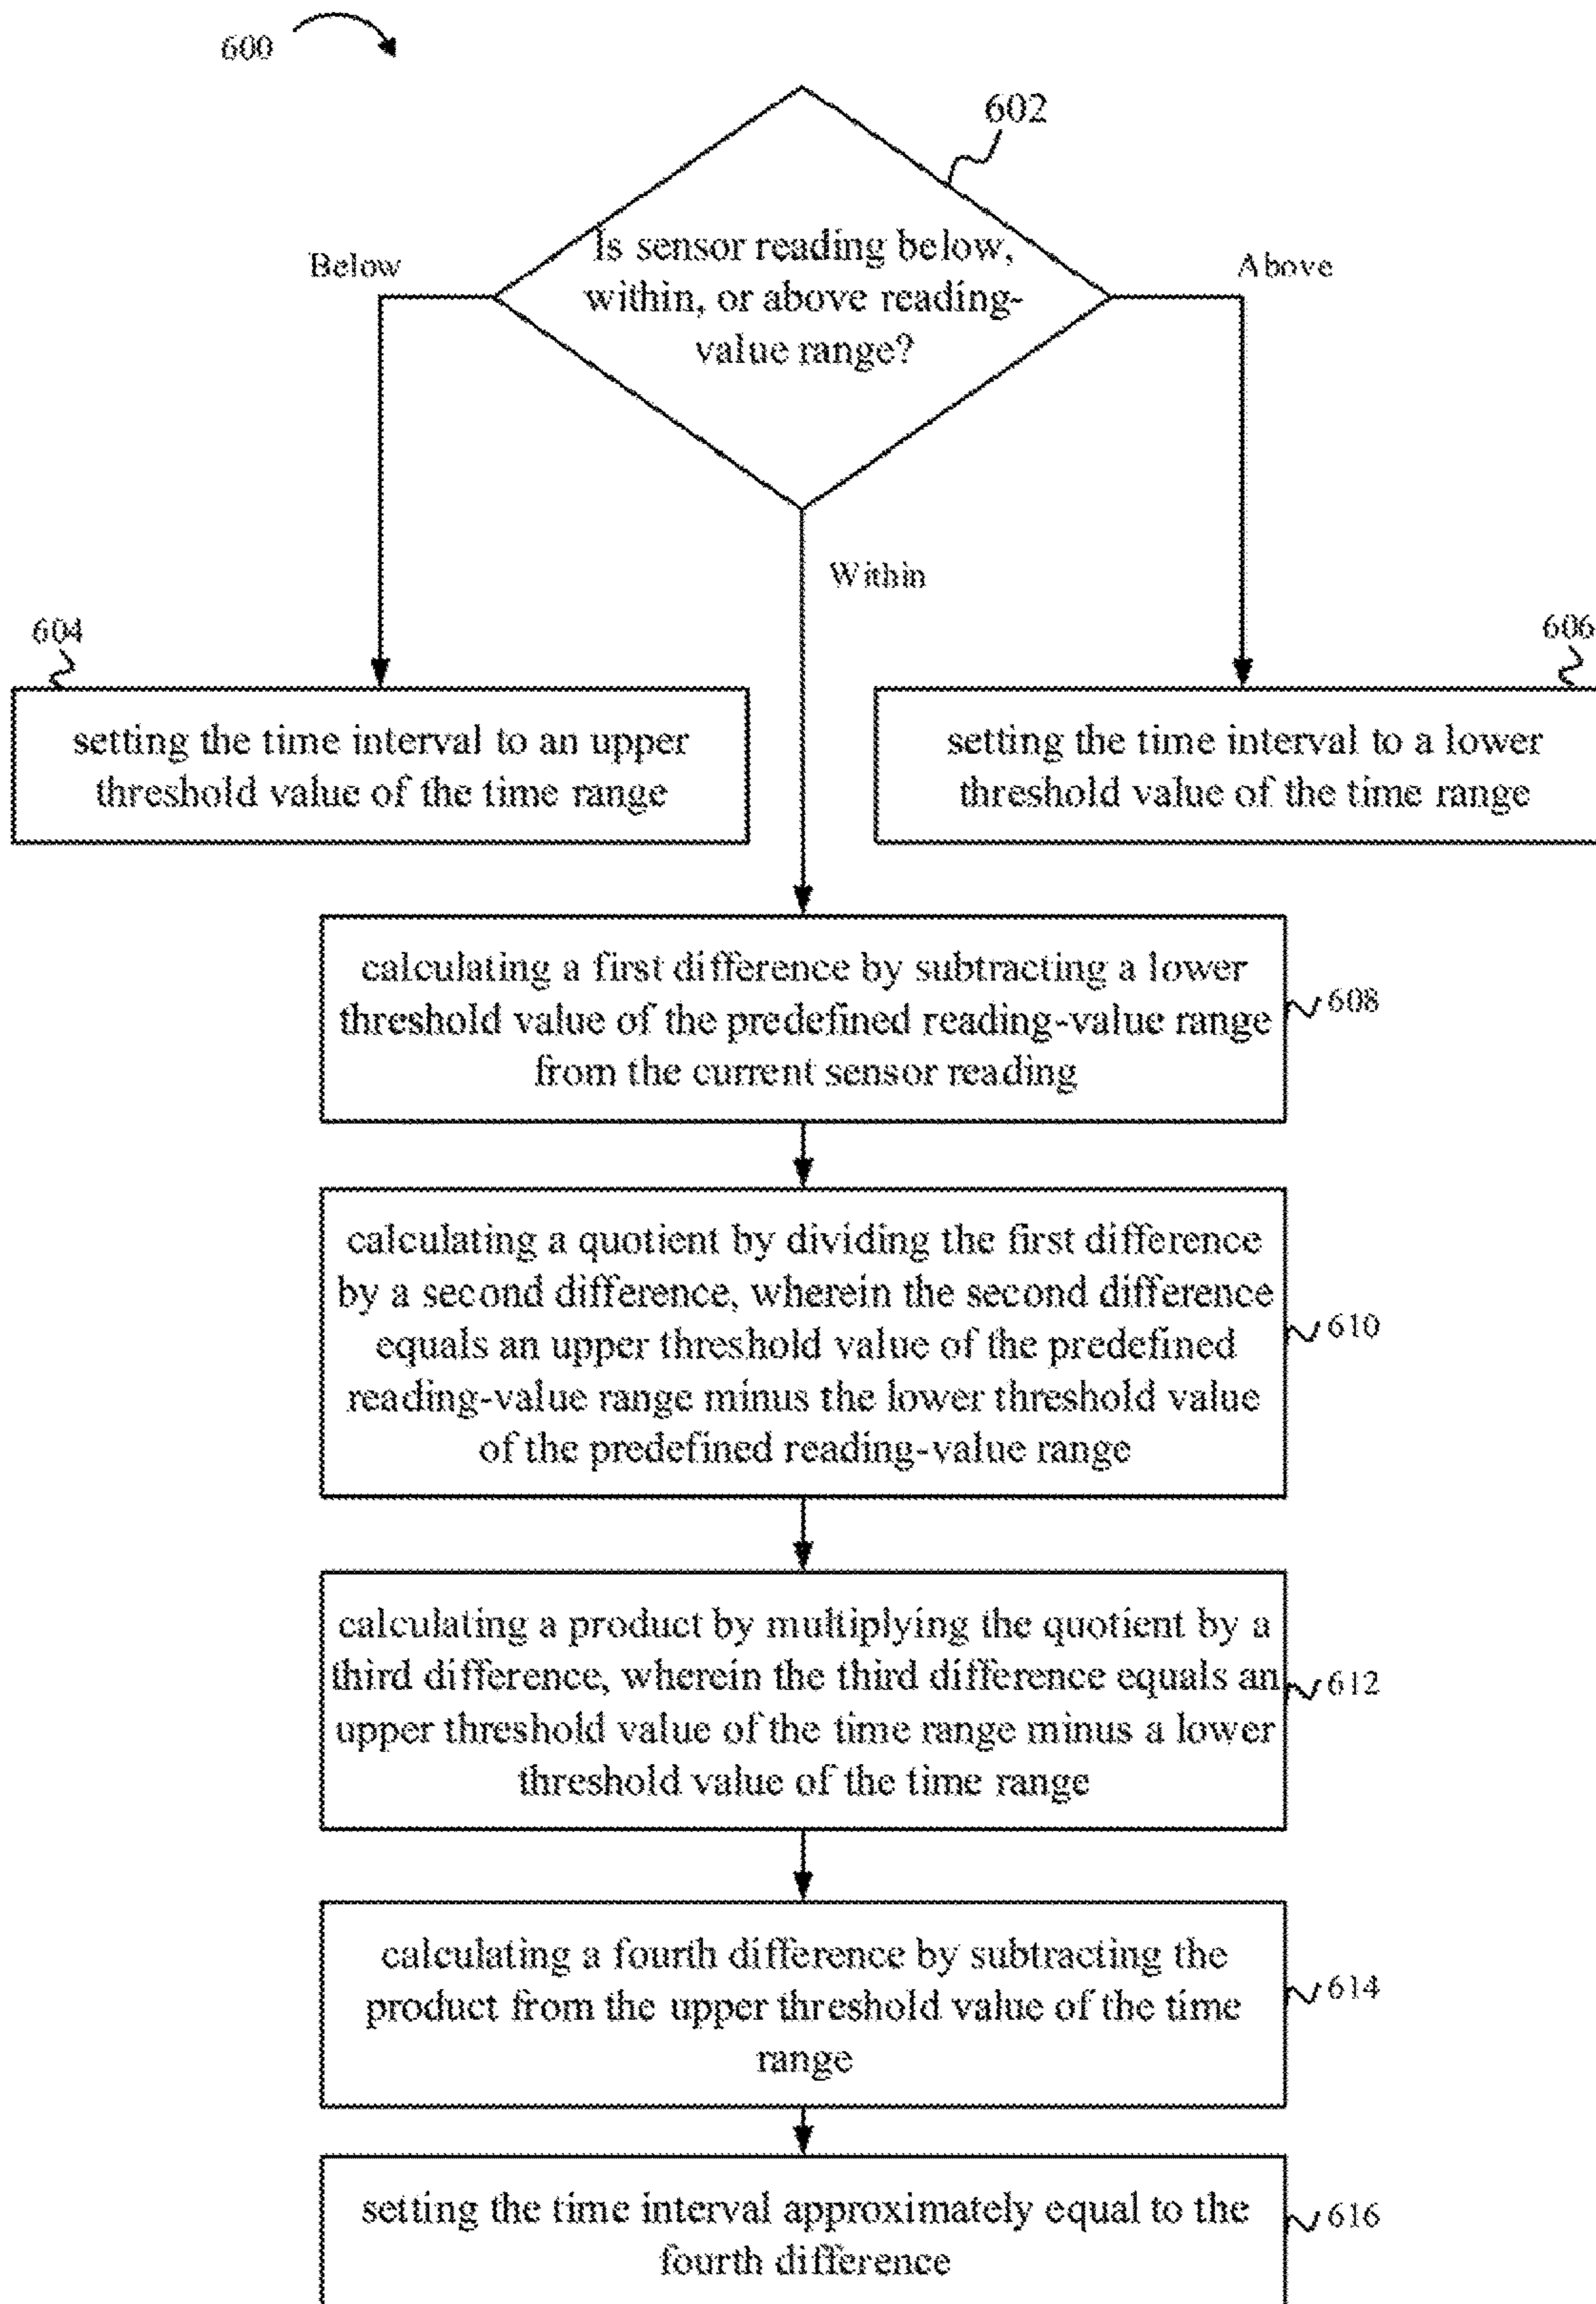 600
602
Is sensor reading below,
within, or above reading-
value range?
Below
Above
Within
604
606
setting the time interval to an upper
threshold value of the time range
setting the time interval to a lower
threshold value of the time range
calculating a first difference by subtracting a lower
threshold value of the predefined reading-value range
from the current sensor reading
608
calculating a quotient by dividing the first difference
by a second difference, wherein the second difference
equals an upper threshold value of the predefined
reading-value range minus the lower threshold value
of the predefined reading-value range
610
calculating a product by multiplying the quotient by a
third difference, wherein the third difference equals an
upper threshold value of the time range minus a lower
threshold value of the time range
612
calculating a fourth difference by subtracting the
product from the upper threshold value of the time
range
614
setting the time interval approximately equal to the
fourth difference
616